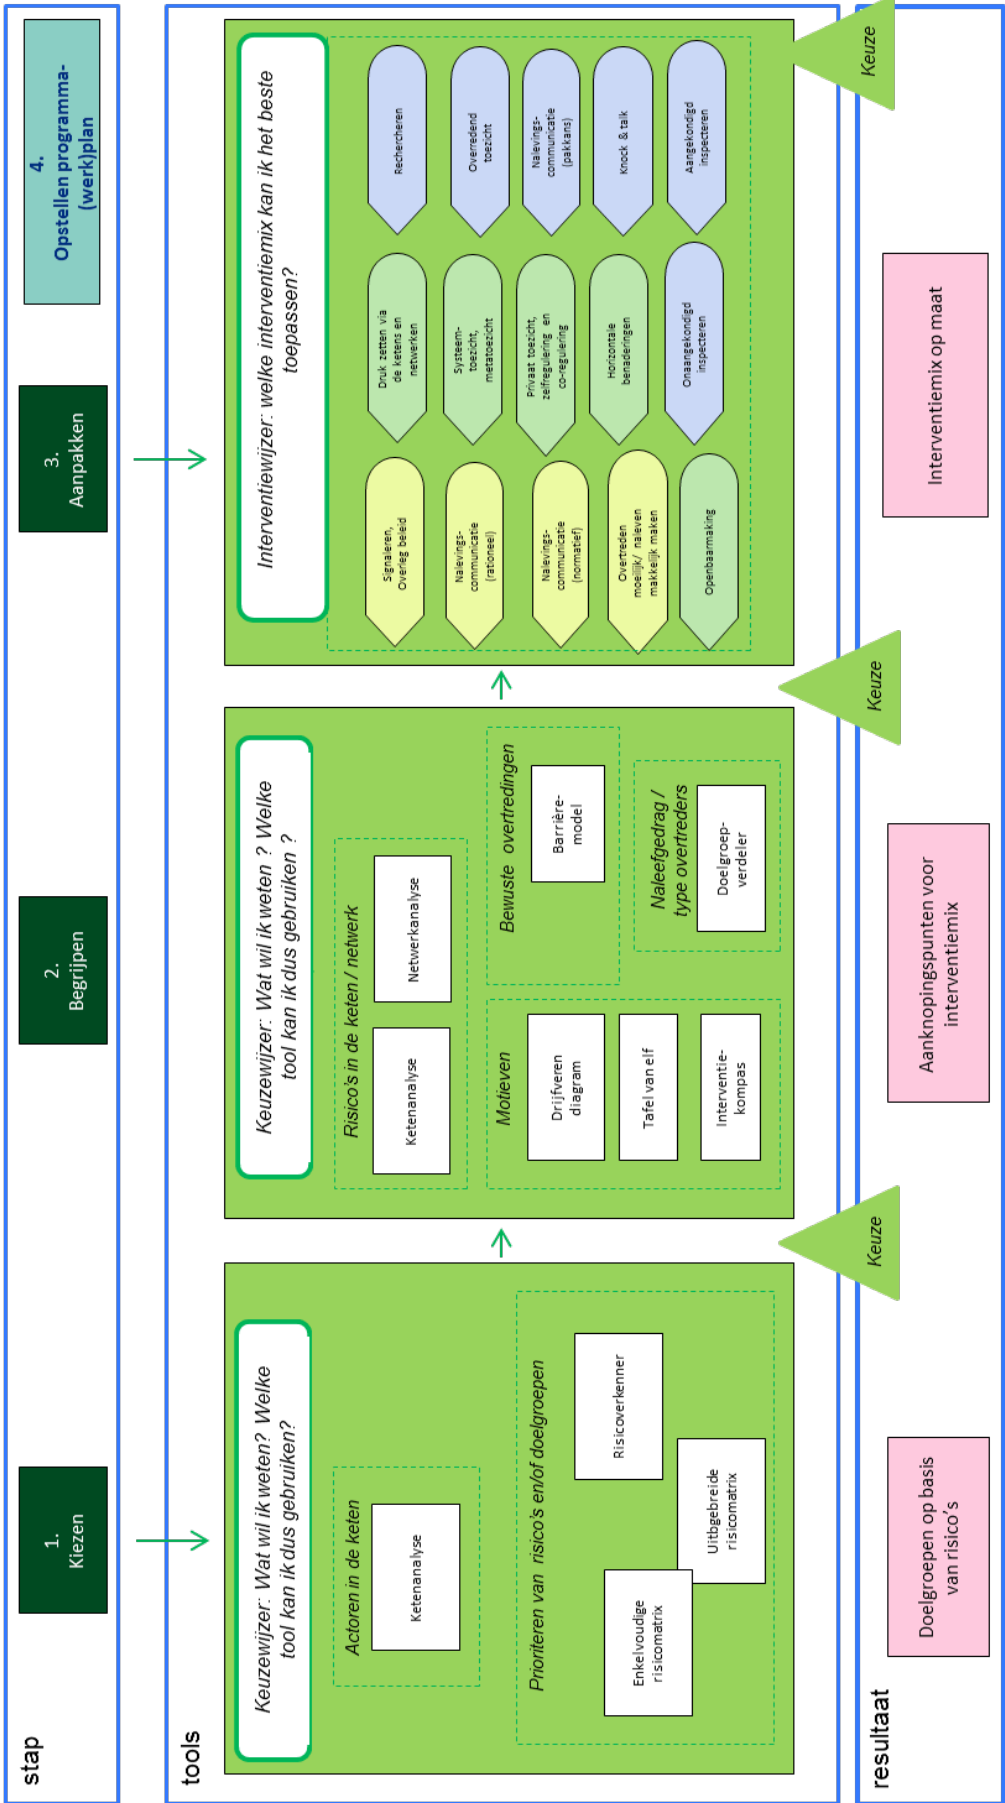 stap
1.
Kiezen
2.
Begrijpen
3.
Aanpakken
4.
Opstellen programma-
(werk)plan
tools
Keuzewijzer: Wat wil ik weten? Welke
tool kan ik dus gebruiken?
Actoren in de keten
Ketenanalyse
Prioriteren van risico's en/of doelgroepen
Risicoverkenner
Uitbgebreide
risicomatrix
Enkelvoudige
risicomatrix
Keuzewijzer: Wat wil ik weten ? Welke
tool kan ik dus gebruiken ?
Risico's in de keten / netwerk
Ketenanalyse
Netwerkanalyse
Motieven
Drijfveren
diagram
Tafel van elf
Interventie-
kompas
Bewuste overtredingen
Barrière-
model
Naleefgedrag /
type overtreders
Doelgroep-
verdeler
Interventiewijzer: welke interventiemix kan ik het beste
toepassen?
Signaleren,
Overleg beleid
Druk zetten via
de ketens en
netwerken
Rechercheren
Nalevings-
communicatie
(rationeel)
Systeem-
toezicht,
metatoezicht
Overredend
toezicht
Nalevings-
communicatie
(normatief)
Privaat toezicht,
zelfregulering en
co-regulering
Nalevings-
communicatie
(pakkans)
Overtreden
moeilijk/ naleven
makkelijk maken
Horizontale
benaderingen
Knock & talk
Openbaarmaking
Onaangekondigd
inspecteren
Aangekondigd
inspecteren
resultaat
Doelgroepen op basis
van risico's
Keuze
Aanknopingspunten voor
interventiemix
Keuze
Interventiemix op maat
Keuze